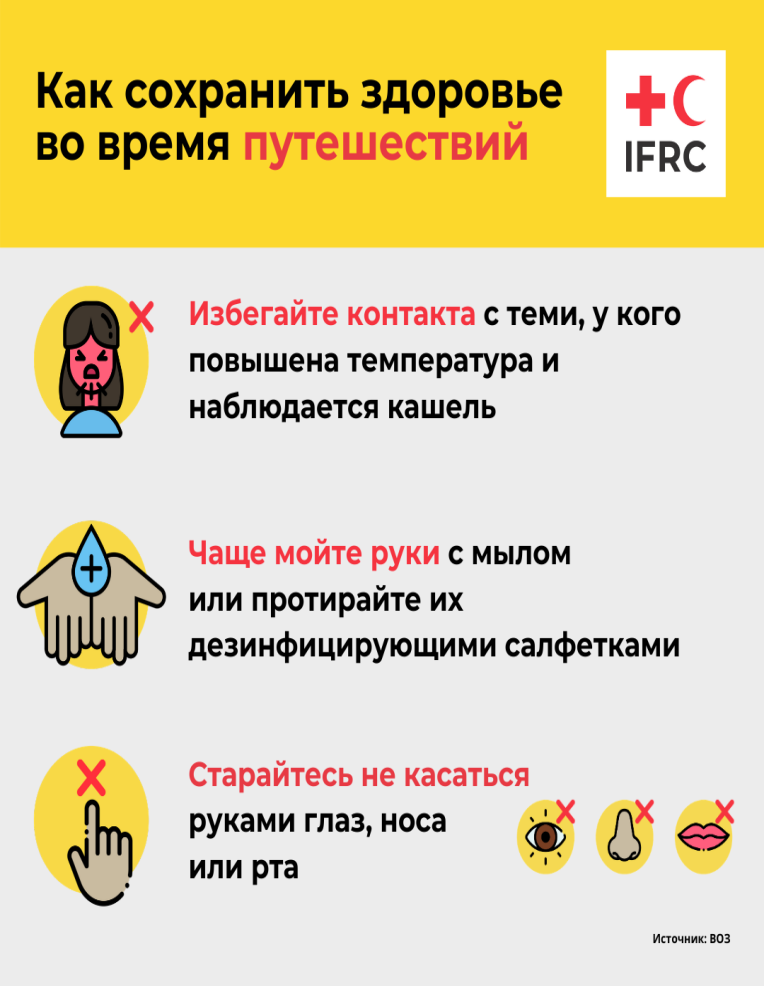 Как сохранить здоровье
во время путешествий
IFRC
Избегайте контакта с теми, у кого
повышена температура и
наблюдается кашель
Чаще мойте руки с мылом
или протирайте их
дезинфицирующими салфетками
Старайтесь не касаться
руками глаз, носа
или рта
Источник: ВОЗ